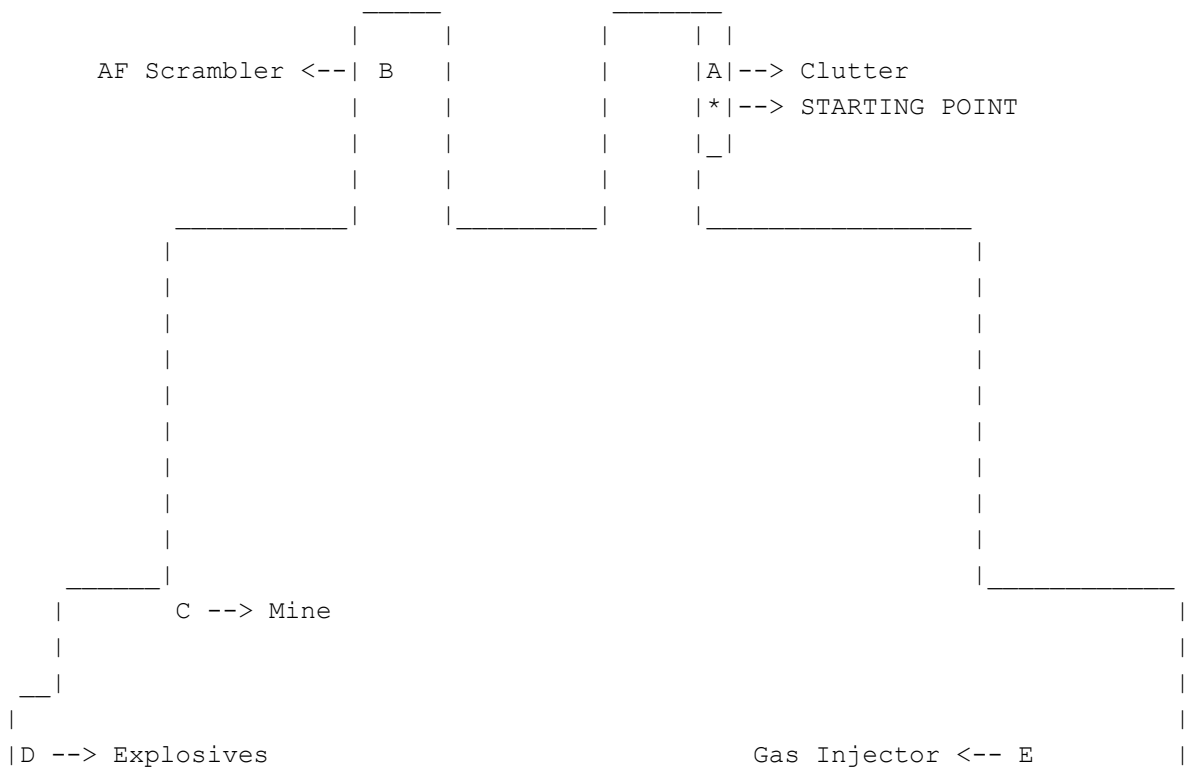 AF Scrambler <--| B |A|--> Clutter
|*|--> STARTING POINT
C --> Mine
|D --> Explosives Gas Injector <-- E